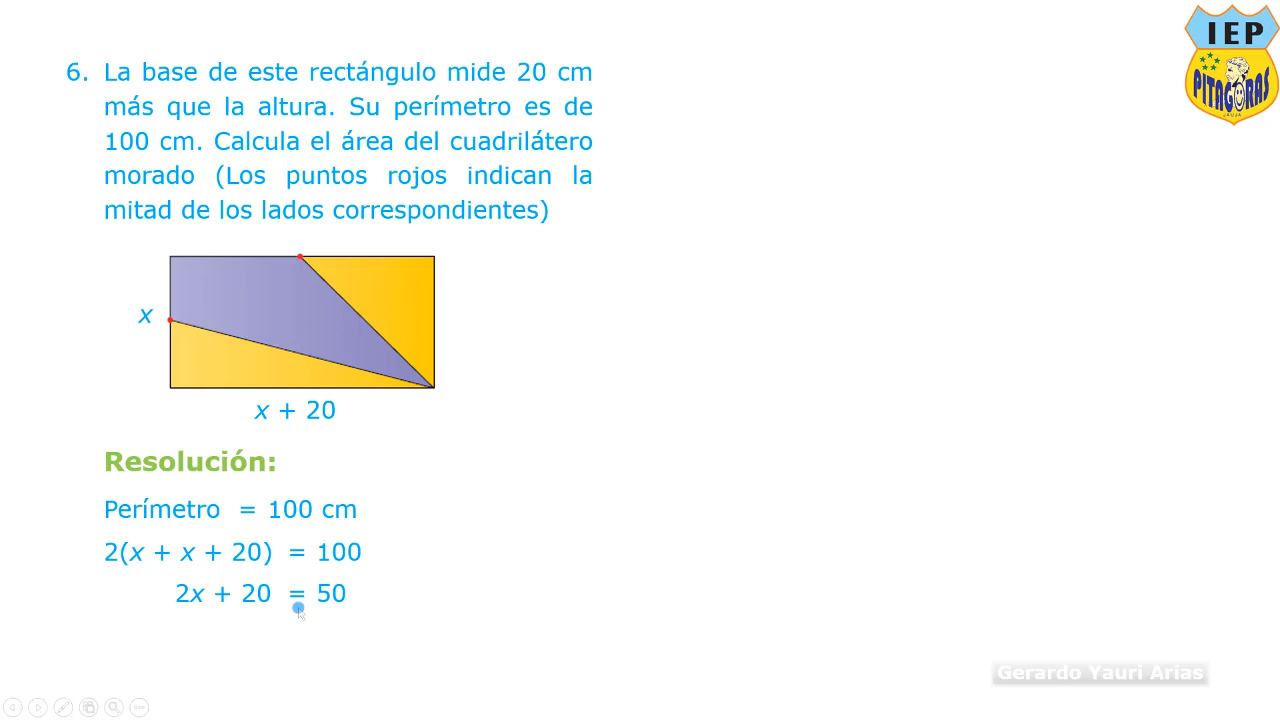 IEP
PITAGORAS
JAUJA
6. La base de este rectángulo mide 20 cm
más que la altura. Su perímetro es de
100 cm. Calcula el área del cuadrilátero
morado (Los puntos rojos indican la
mitad de los lados correspondientes)
x
x + 20
Resolución:
Perímetro = 100 cm
2(x + x + 20) = 100
2x + 20 = 50
Gerardo Yauri Arias